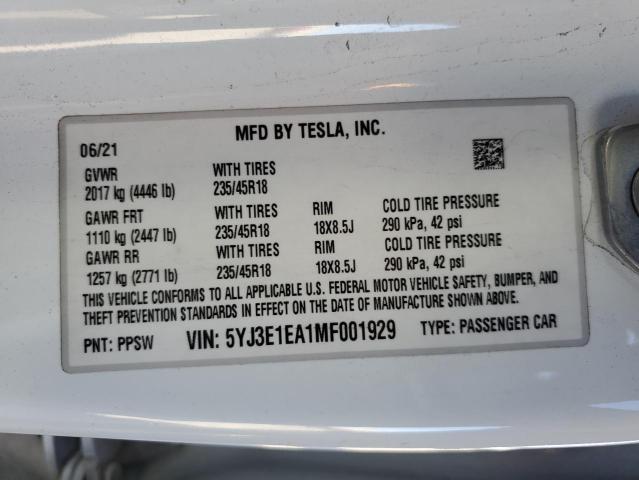 MFD BY TESLA, INC.
06/21
GVWR WITH TIRES
2017 kg (4446 lb) 235/45R18
GAWR FRT WITH TIRES RIM COLD TIRE PRESSURE
1110 kg (2447 lb) 235/45R18 18X8.5J 290 kPa, 42 psi
GAWR RR WITH TIRES RIM COLD TIRE PRESSURE
1257 kg (2771 lb) 235/45R18 18X8.5J 290 kPa, 42 psi
THIS VEHICLE CONFORMS TO ALL APPLICABLE U.S. FEDERAL MOTOR VEHICLE SAFETY, BUMPER, AND
THEFT PREVENTION STANDARDS IN EFFECT ON THE DATE OF MANUFACTURE SHOWN ABOVE.
PNT: PPSW VIN: 5YJ3E1EA1MF001929 TYPE: PASSENGER CAR